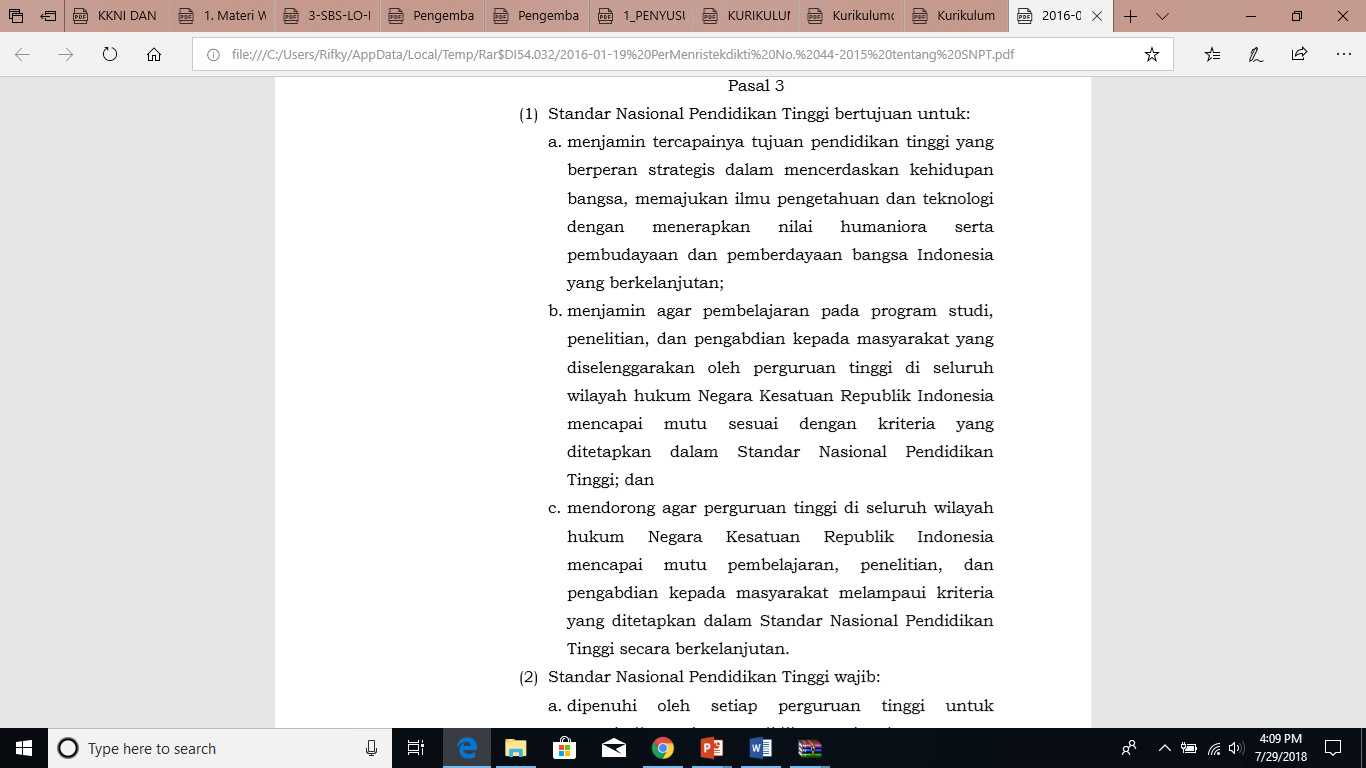 KKNI DAN
1. Materi W
3-SBS-LO-I
Pengemba
Pengemba
1_PENYUSU
KURIKULUM
Kurikulumd
Kurikulum
2016-0
file:///C:/Users/Rifky/AppData/Local/Temp/Rar$DI54.032/2016-01-19%20PerMenristekdikti%20No.%2044-2015%20tentang%20SNPT.pdf
Pasal 3
(1) Standar Nasional Pendidikan Tinggi bertujuan untuk:
a. menjamin tercapainya tujuan pendidikan tinggi yang
berperan strategis dalam mencerdaskan kehidupan
bangsa, memajukan ilmu pengetahuan dan teknologi
dengan menerapkan nilai humaniora serta
pembudayaan dan pemberdayaan bangsa Indonesia
yang berkelanjutan;
b. menjamin agar pembelajaran pada program studi,
penelitian, dan pengabdian kepada masyarakat yang
diselenggarakan oleh perguruan tinggi di seluruh
wilayah hukum Negara Kesatuan Republik Indonesia
mencapai mutu sesuai dengan kriteria yang
ditetapkan dalam Standar Nasional Pendidikan
Tinggi; dan
c. mendorong agar perguruan tinggi di seluruh wilayah
hukum Negara Kesatuan Republik Indonesia
mencapai mutu pembelajaran, penelitian, dan
pengabdian kepada masyarakat melampaui kriteria
yang ditetapkan dalam Standar Nasional Pendidikan
Tinggi secara berkelanjutan.
(2) Standar Nasional Pendidikan Tinggi wajib:
a. dipenuhi oleh setiap perguruan tinggi untuk
Type here to search
4:09 PM
7/29/2018